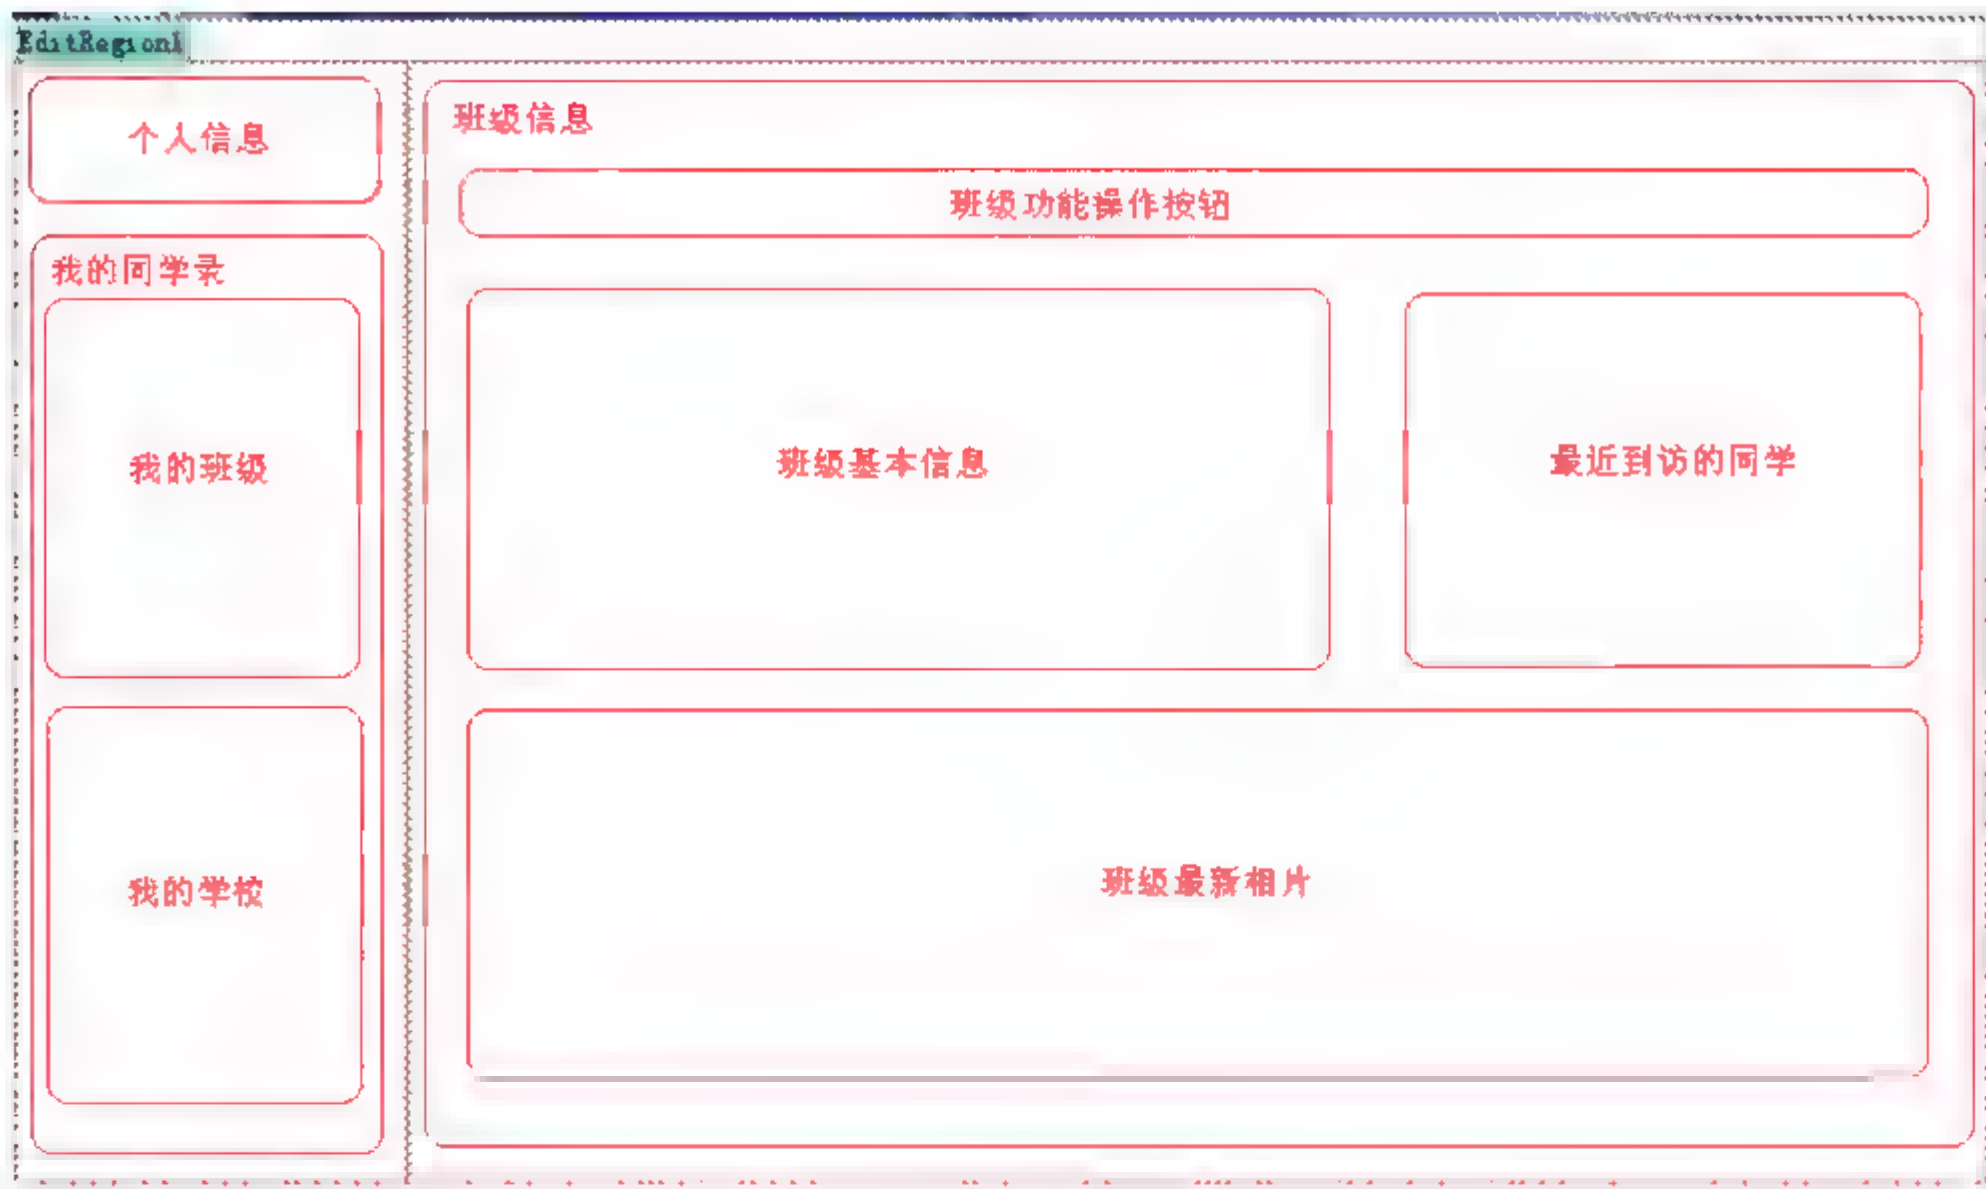 EditRegion1
个人信息
我的同学录
我的班级
我的学校
班级信息
班级功能操作按钮
班级基本信息
最近到访的同学
班级最新相片